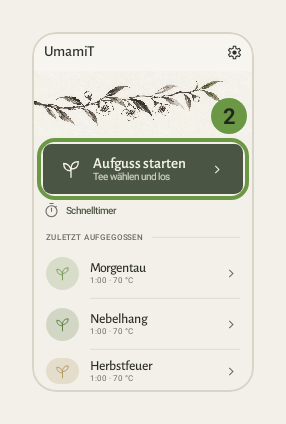 UmamiT
2
Aufguss starten
Tee wählen und los
Schnelltimer
ZULETZT AUFGEGOSSEN
Morgentau
1:00 · 70 °C
Nebelhang
1:00 · 70 °C
Herbstfeuer
1:00 · 70 °C